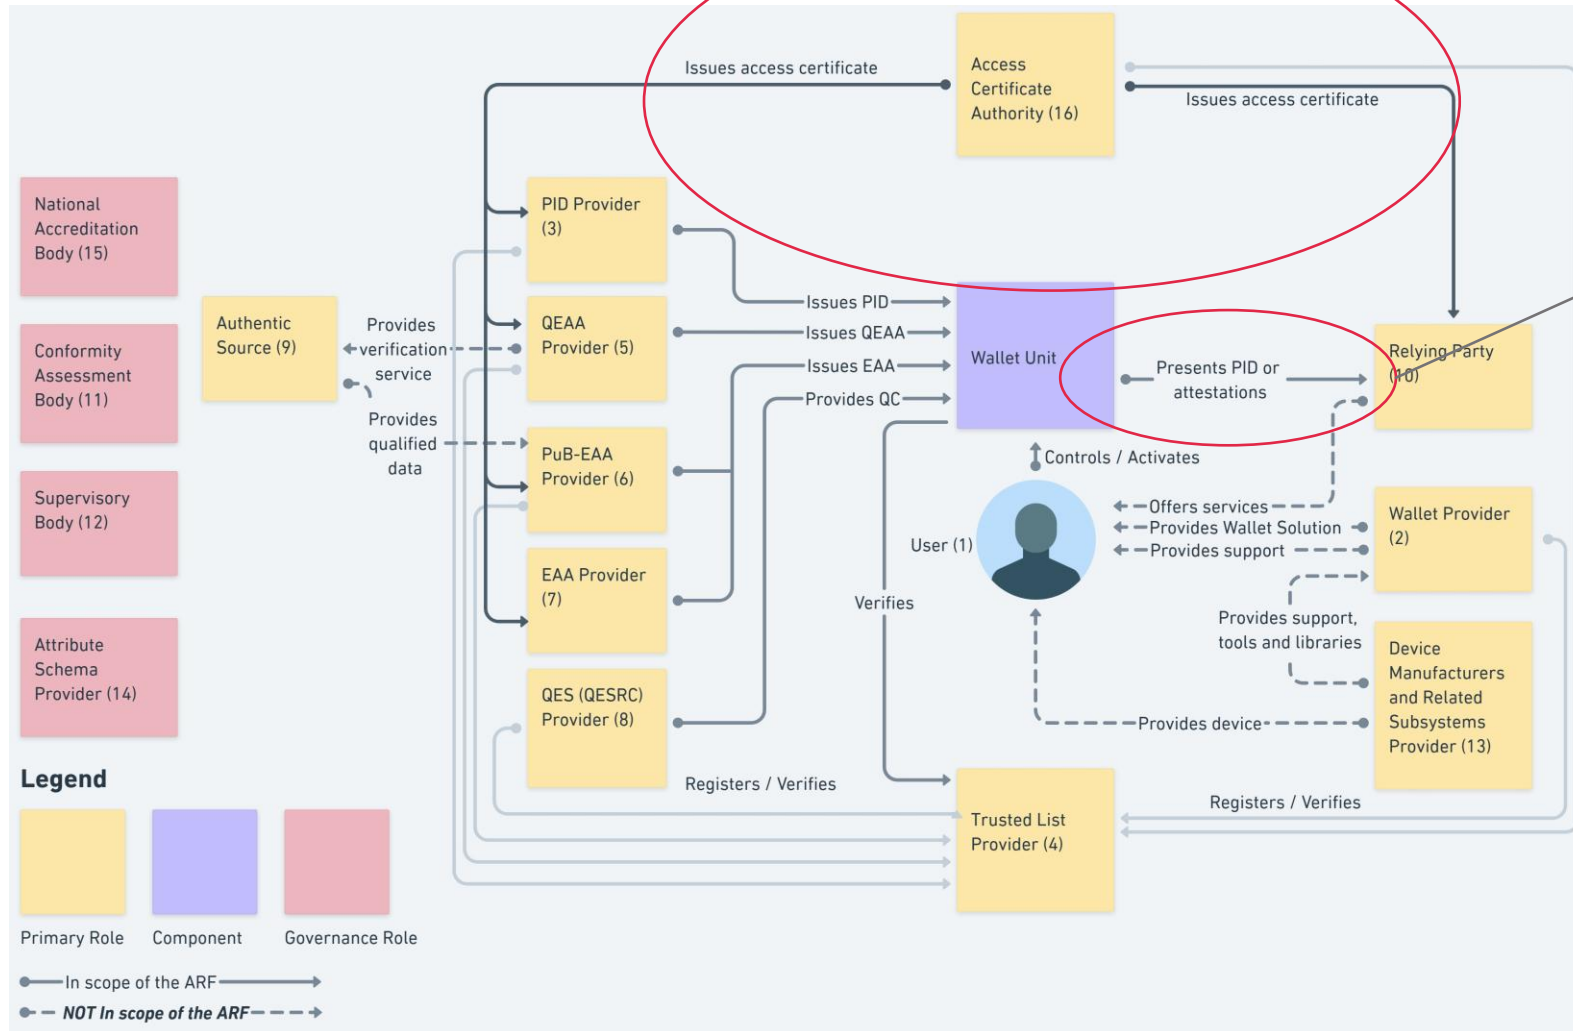 Issues access certificate
Access
Certificate
Authority (16)
Issues access certificate
National
Accreditation
Body (15)
Conformity
Assessment
Body (11)
Supervisory
Body (12)
Attribute
Schema
Provider (14)
Authentic
Source (9)
Provides
verification
service
Provides
qualified
data
PID Provider
(3)
QEAA
Provider (5)
PuB-EAA
Provider (6)
EAA Provider
(7)
QES (QESRC)
Provider (8)
Issues PID
Issues QEAA
Issues EAA
Provides QC
Wallet Unit
Presents PID or
attestations
Relying Party
(10)
Controls / Activates
User (1)
Offers services
Provides Wallet Solution
Provides support
Wallet Provider
(2)
Verifies
Provides support,
tools and libraries
Device
Manufacturers
and Related
Subsystems
Provider (13)
Provides device
Registers / Verifies
Trusted List
Provider (4)
Registers / Verifies
Legend
Primary Role
Component
Governance Role
In scope of the ARF
NOT In scope of the ARF